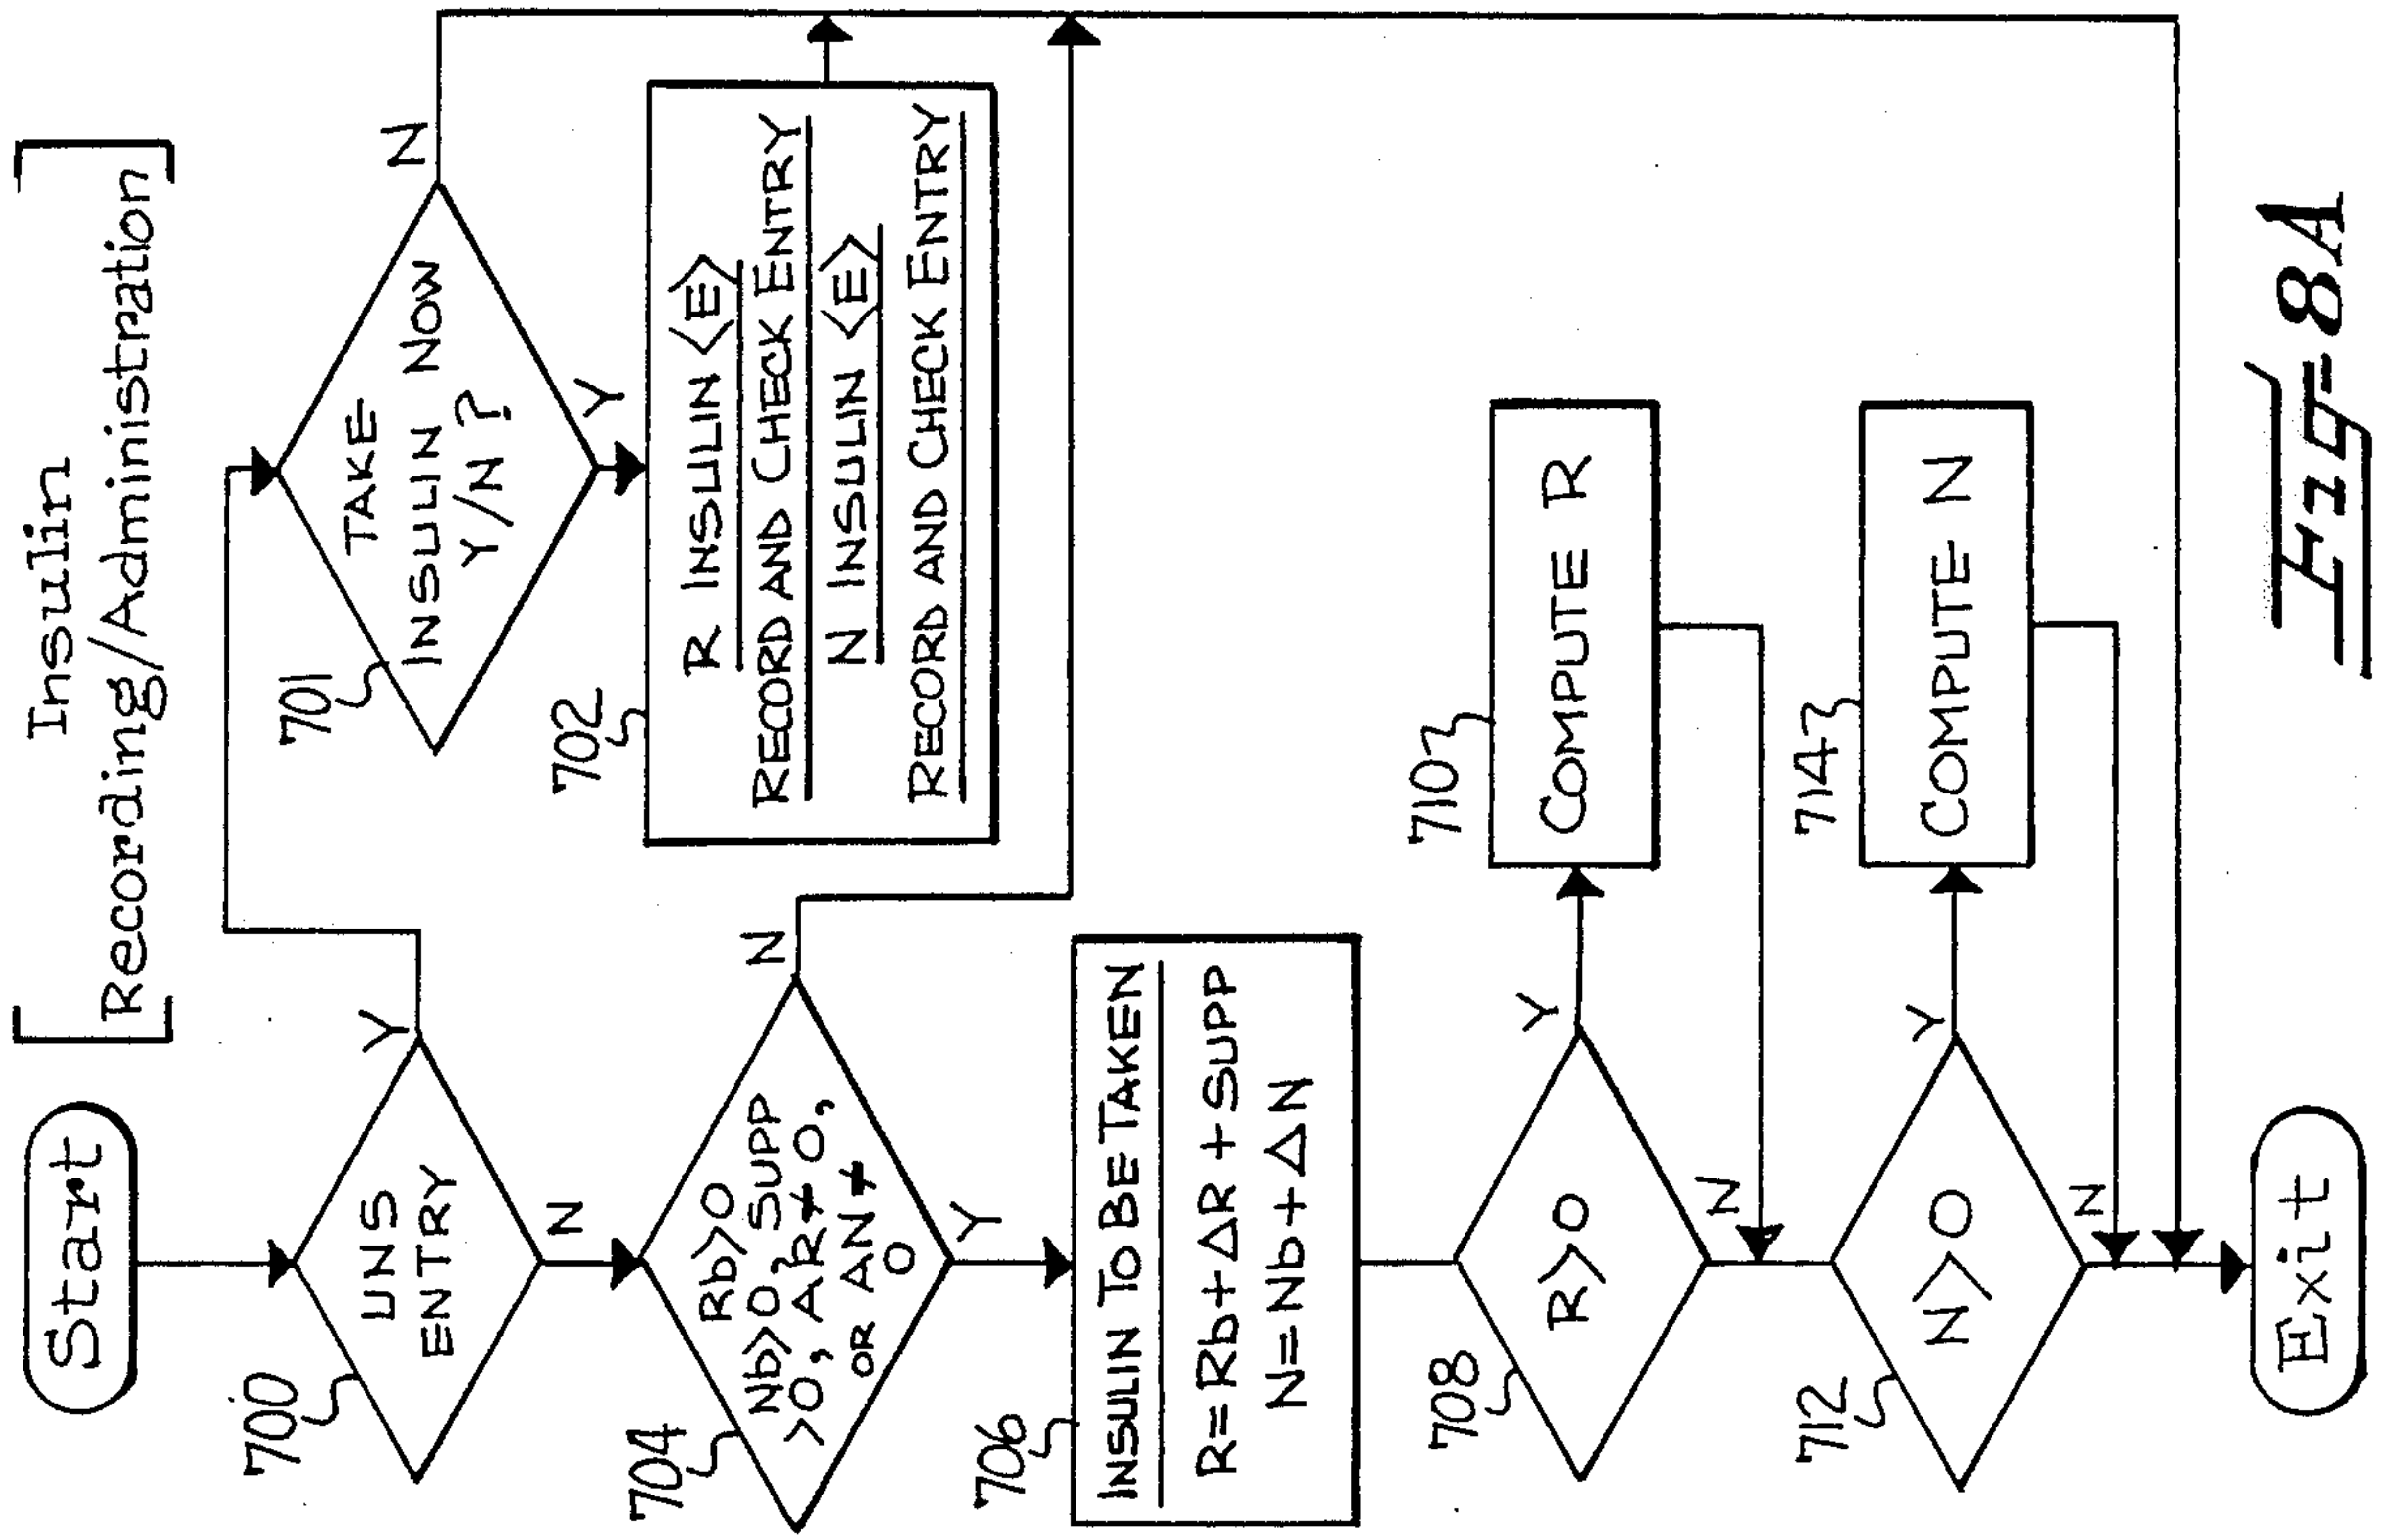 Insulin
[Recording/Administration]
Start
700
UNS
ENTRY
Y
N
701
TAKE
INSULIN NOW
Y/N?
N
Y
702
R INSULIN <E>
RECORD AND CHECK ENTRY
N INSULIN <E>
RECORD AND CHECK ENTRY
704
Rb>0
Nb>0, SUPP
>0, ΔR≠0,
OR ΔN≠
0
N
Y
706
INSULIN TO BE TAKEN
R=Rb+ΔR+SUPP
N=Nb+ΔN
708
R>0
Y
N
710
COMPUTE R
712
N>0
Y
N
714
COMPUTE N
Exit
Fig-8A